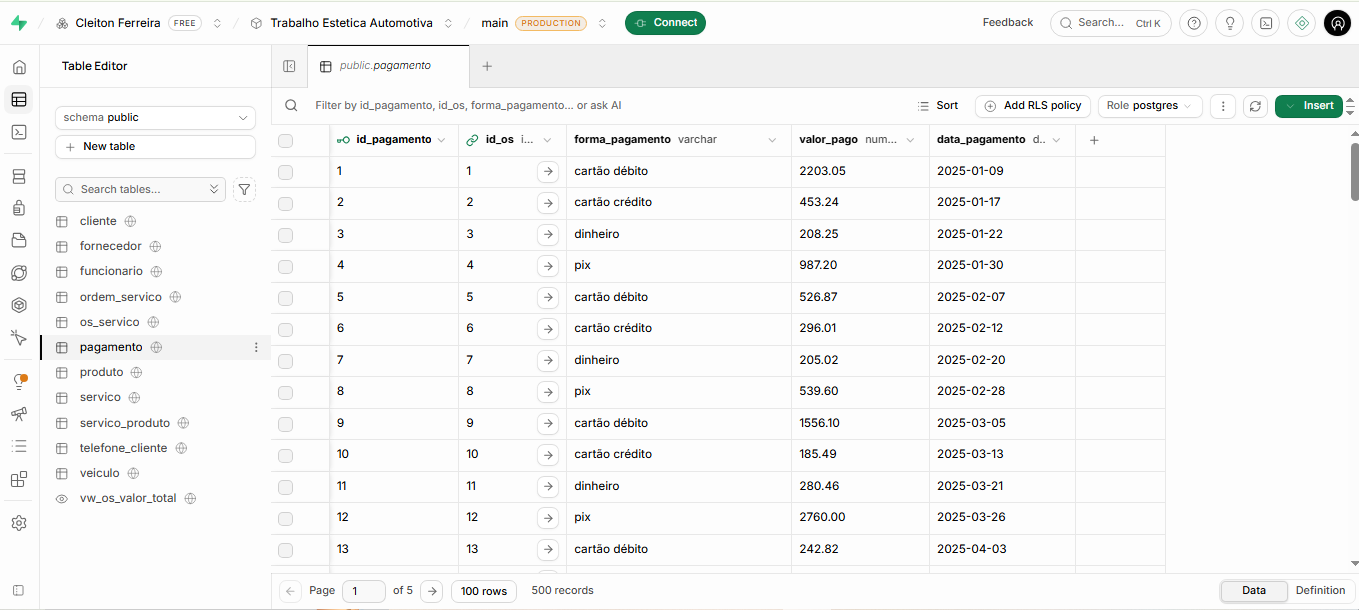 Cleiton Ferreira FREE Trabalho Estetica Automotiva main PRODUCTION Connect Feedback Search... Ctrl K
Table Editor
public.pagamento
schema public
New table
Search tables...
cliente
fornecedor
funcionario
ordem_servico
os_servico
pagamento
produto
servico
servico_produto
telefone_cliente
veiculo
vw_os_valor_total
Filter by id_pagamento, id_os, forma_pagamento... or ask AI Sort Add RLS policy Role postgres Insert
id_pagamento id_os i... forma_pagamento varchar valor_pago num... data_pagamento d..
1 1 cartão débito 2203.05 2025-01-09
2 2 cartão crédito 453.24 2025-01-17
3 3 dinheiro 208.25 2025-01-22
4 4 pix 987.20 2025-01-30
5 5 cartão débito 526.87 2025-02-07
6 6 cartão crédito 296.01 2025-02-12
7 7 dinheiro 205.02 2025-02-20
8 8 pix 539.60 2025-02-28
9 9 cartão débito 1556.10 2025-03-05
10 10 cartão crédito 185.49 2025-03-13
11 11 dinheiro 280.46 2025-03-21
12 12 pix 2760.00 2025-03-26
13 13 cartão débito 242.82 2025-04-03
Page 1 of 5 100 rows 500 records Data Definition